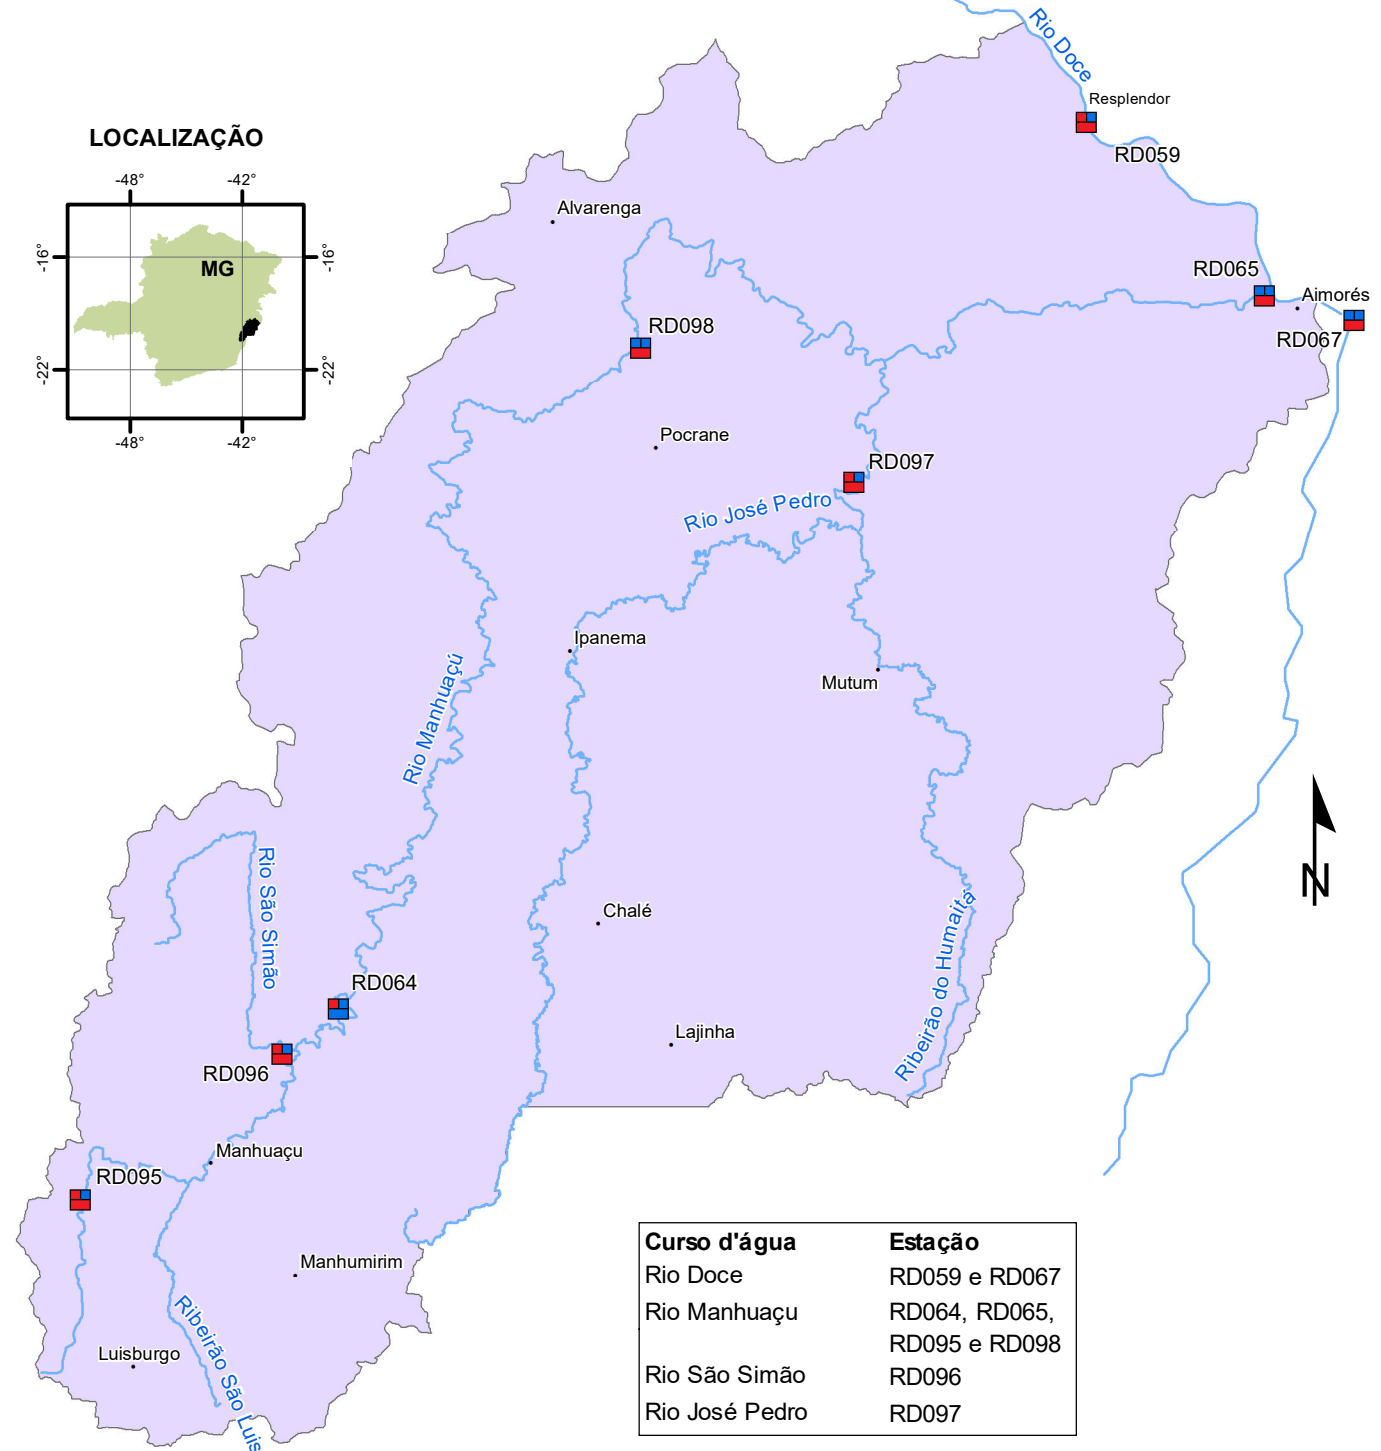 Rio Doce
Resplendor
RD059
LOCALIZAÇÃO
-48° -42°
-16° -16°
MG
-22° -22°
-48° -42°
Alvarenga
RD065
Aimorés
RD067
RD098
Pocrane
RD097
Rio José Pedro
Ipanema
Mutum
Rio Manhuaçú
Rio São Simão
Chalé
Ribeirão do Humaitá
RD064
Lajinha
RD096
N
Manhuaçu
RD095
Manhumirim
Luisburgo
Ribeirão São Luis
Curso d'água Estação
Rio Doce RD059 e RD067
Rio Manhuaçu RD064, RD065,
RD095 e RD098
Rio São Simão RD096
Rio José Pedro RD097